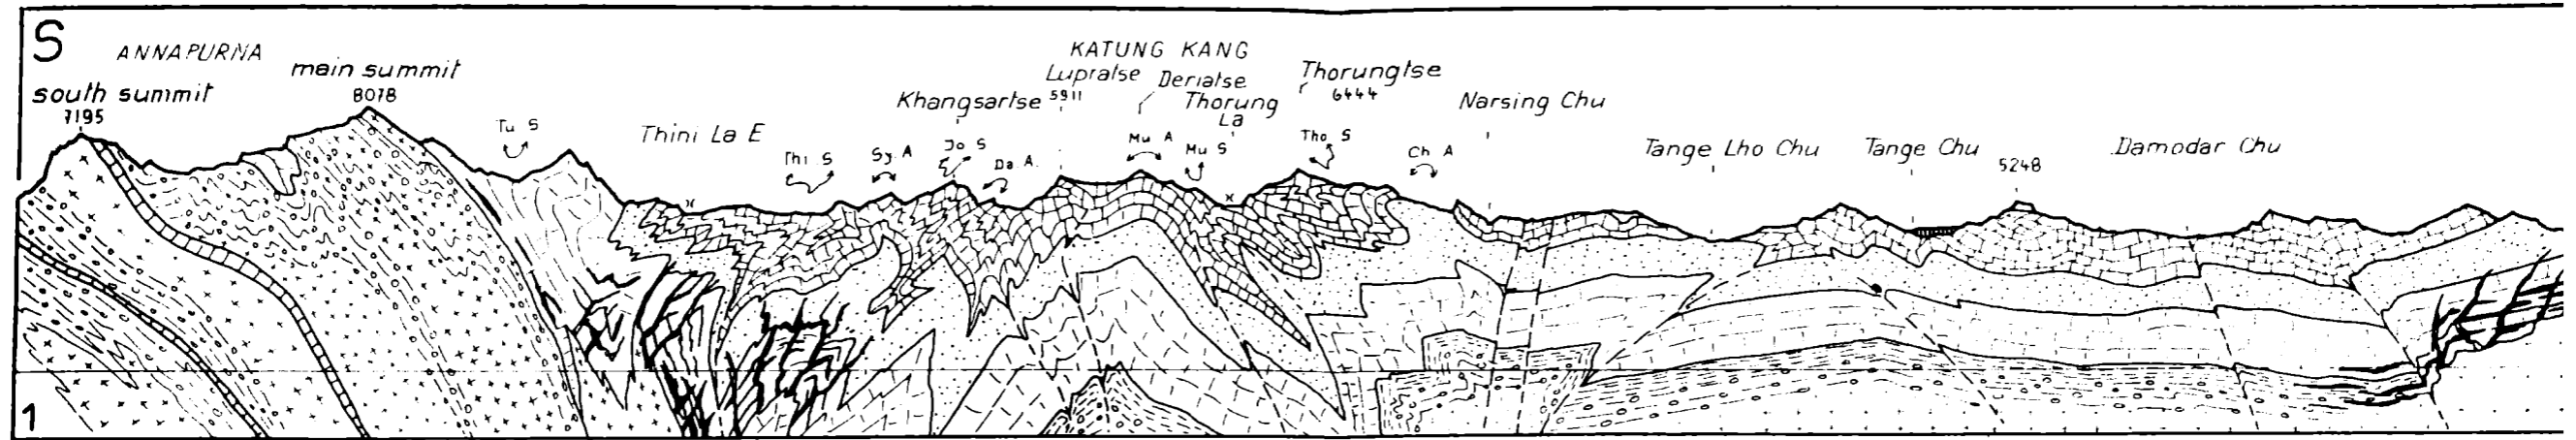 S
ANNAPURNA
south summit
7195
main summit
8078
Tu S
Thini La E
Thi S
Sy A
Jo S
Da A.
Khangsartse
KATUNG KANG
Lupratse
5911
Deriatse
Thorung
La
Mu A
Mu S
Thorungtse
6444
Tho S
Ch A
Narsing Chu
Tange Lho Chu
Tange Chu
5248
Damodar Chu
1